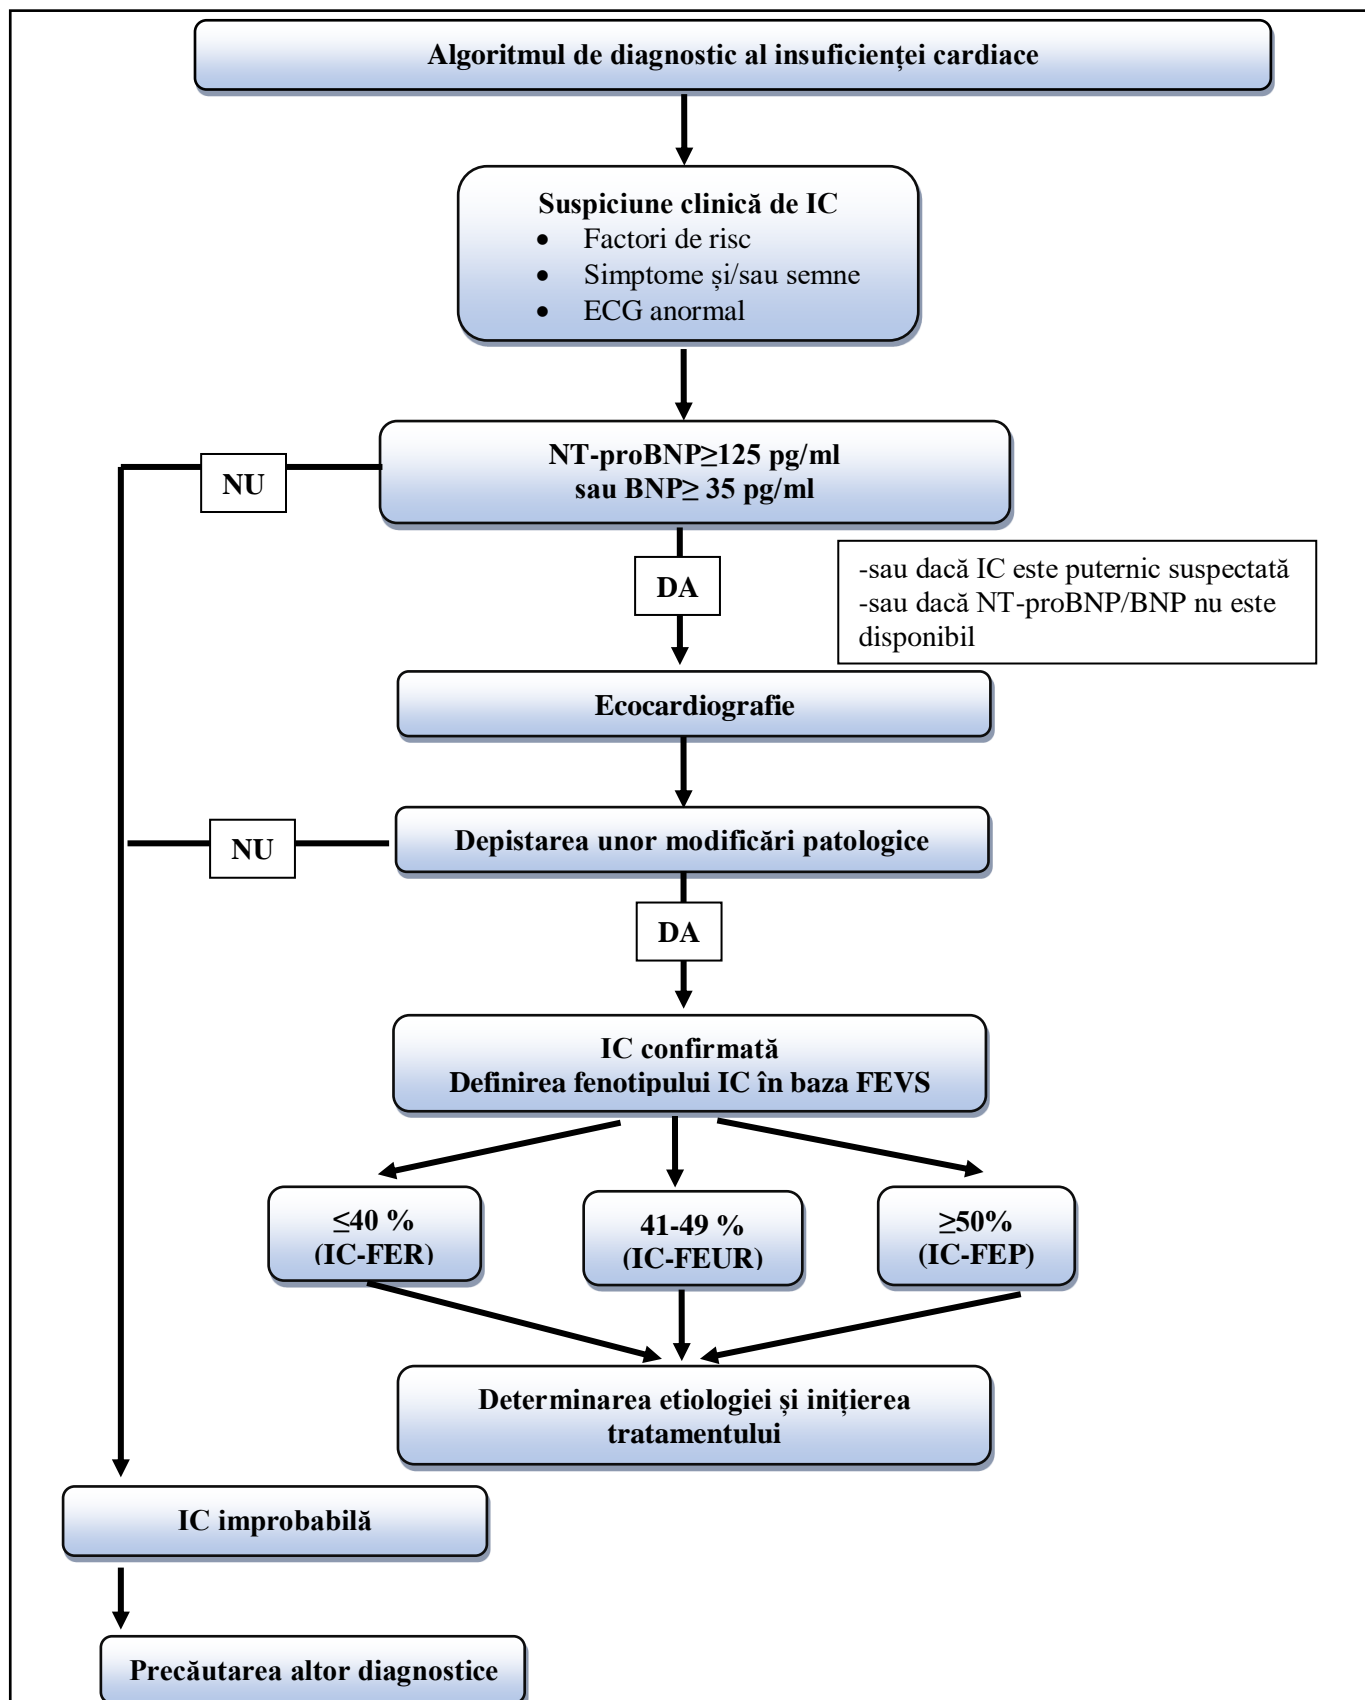 Algoritmul de diagnostic al insuficienței cardiace
Suspiciune clinică de IC
• Factori de risc
• Simptome și/sau semne
• ECG anormal
NT-proBNP≥125 pg/ml
sau BNP≥ 35 pg/ml
NU
DA
-sau dacă IC este puternic suspectată
-sau dacă NT-proBNP/BNP nu este
disponibil
Ecocardiografie
Depistarea unor modificări patologice
NU
DA
IC confirmată
Definirea fenotipului IC în baza FEVS
≤40 %
(IC-FER)
41-49 %
(IC-FEUR)
≥50%
(IC-FEP)
Determinarea etiologiei și inițierea
tratamentului
IC improbabilă
Precăutarea altor diagnostice